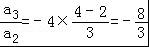 a₃/a₂ = -4 × (4-2)/3 = -8/3